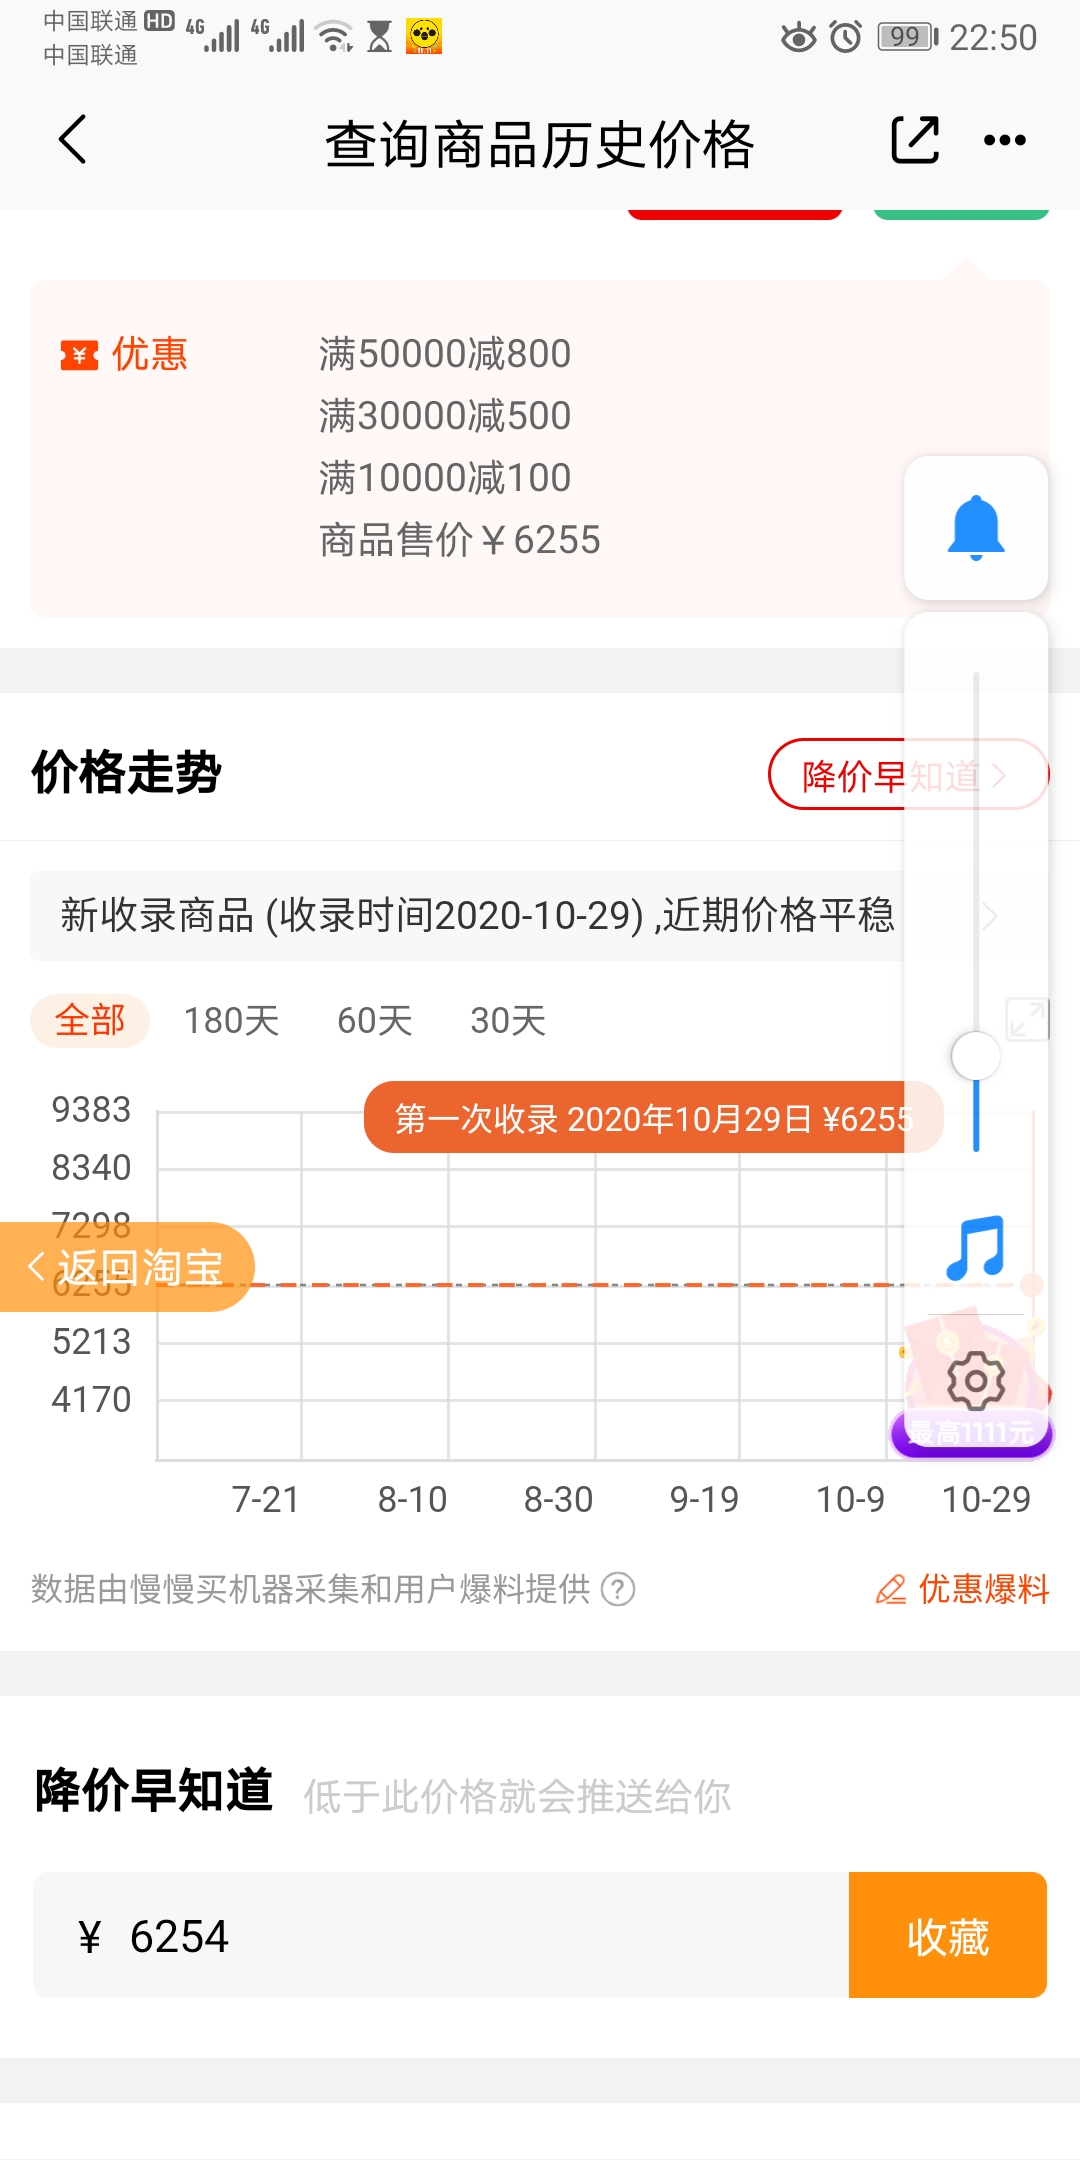 中国联通 HD 4G 4G
中国联通
99 22:50
查询商品历史价格
优惠
满50000减800
满30000减500
满10000减100
商品售价￥6255
价格走势
降价早知道
新收录商品 (收录时间2020-10-29) ,近期价格平稳
全部 180天 60天 30天
第一次收录 2020年10月29日 ¥6255
9383
8340
7298
返回淘宝
6255
5213
4170
最高1111元
7-21 8-10 8-30 9-19 10-9 10-29
数据由慢慢买机器采集和用户爆料提供 ?
优惠爆料
降价早知道 低于此价格就会推送给你
¥ 6254
收藏